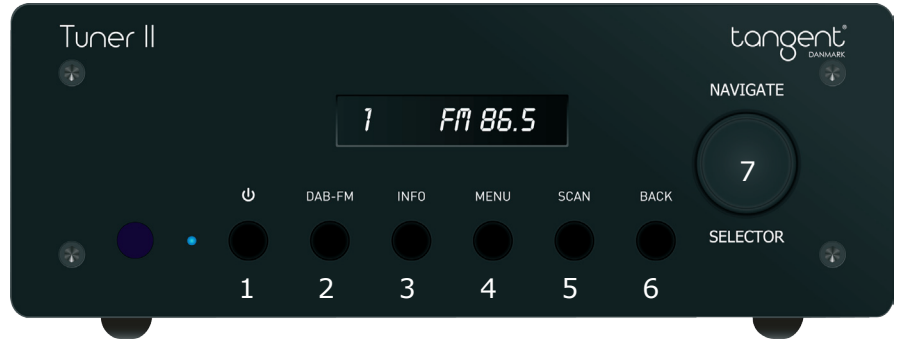 Tuner II
tangent®
DANMARK
NAVIGATE
1 FM 86.5
7
⏻ DAB-FM INFO MENU SCAN BACK
SELECTOR
1 2 3 4 5 6